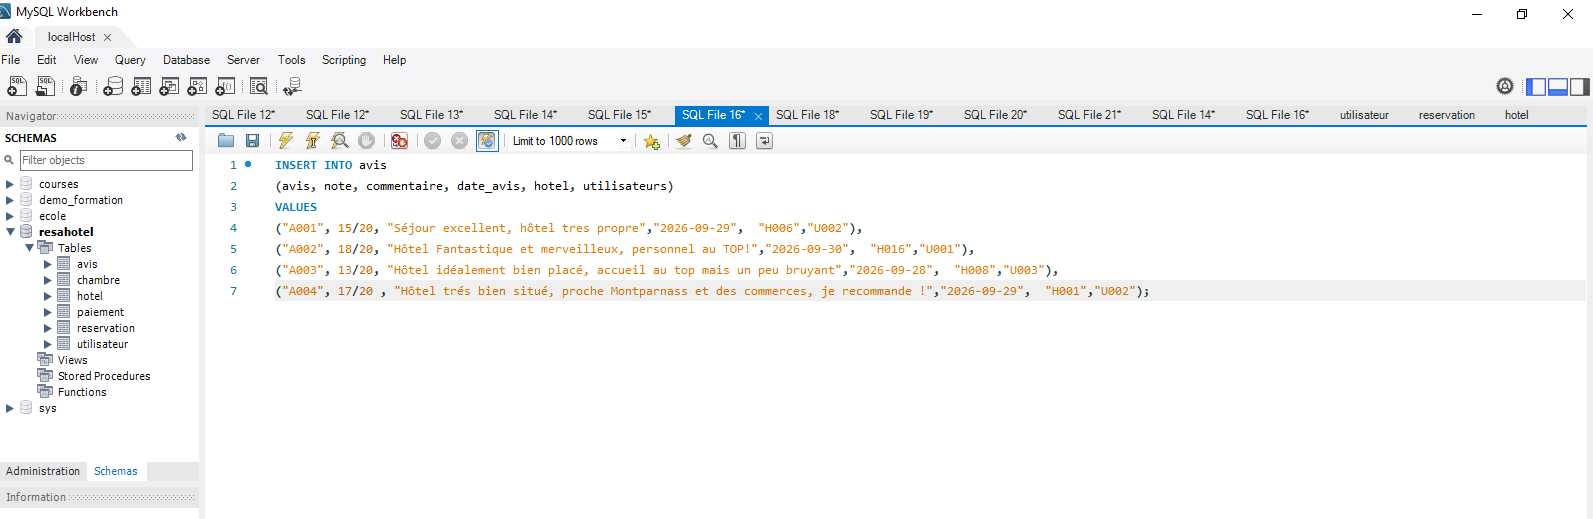 MySQL Workbench
localHost
File Edit View Query Database Server Tools Scripting Help
Navigator
SCHEMAS
Filter objects
courses
demo_formation
ecole
resahotel
Tables
avis
chambre
hotel
paiement
reservation
utilisateur
Views
Stored Procedures
Functions
sys
Administration Schemas
Information
SQL File 12* SQL File 12* SQL File 13* SQL File 14* SQL File 15* SQL File 16* SQL File 18* SQL File 19* SQL File 20* SQL File 21* SQL File 14* SQL File 16* utilisateur reservation hotel
Limit to 1000 rows
1 INSERT INTO avis
2 (avis, note, commentaire, date_avis, hotel, utilisateurs)
3 VALUES
4 ("A001", 15/20, "Séjour excellent, hôtel tres propre","2026-09-29", "H006","U002"),
5 ("A002", 18/20, "Hôtel Fantastique et merveilleux, personnel au TOP!","2026-09-30", "H016","U001"),
6 ("A003", 13/20, "Hôtel idéalement bien placé, accueil au top mais un peu bruyant","2026-09-28", "H008","U003"),
7 ("A004", 17/20 , "Hôtel trés bien situé, proche Montparnass et des commerces, je recommande !","2026-09-29", "H001","U002");